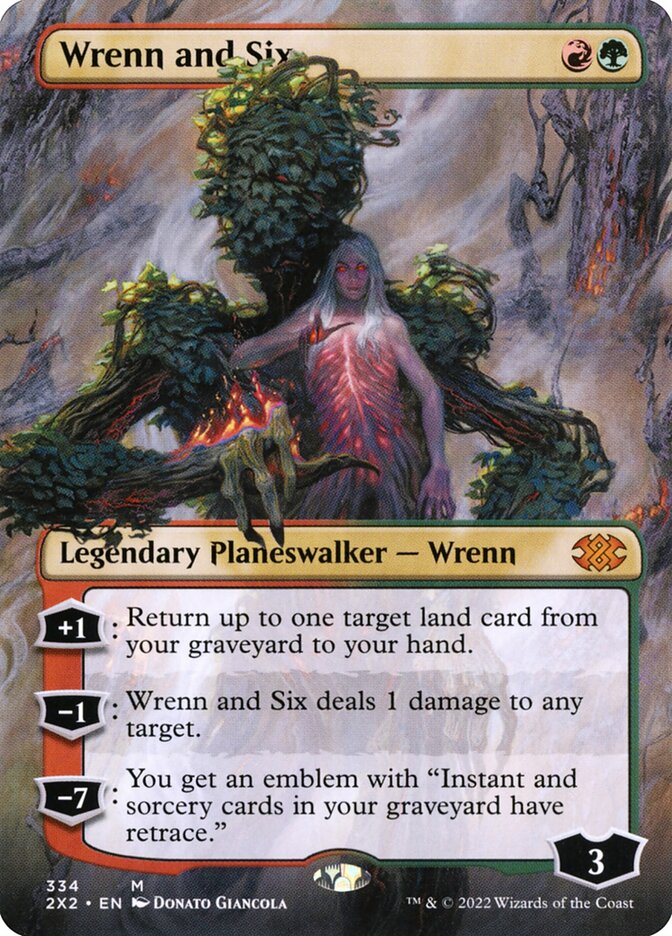 Wrenn and Six
Legendary Planeswalker — Wrenn
+1 : Return up to one target land card from
your graveyard to your hand.
−1 : Wrenn and Six deals 1 damage to any
target.
−7 : You get an emblem with “Instant and
sorcery cards in your graveyard have
retrace.”
3
334 M
2X2 • EN Donato Giancola
™ & © 2022 Wizards of the Coast